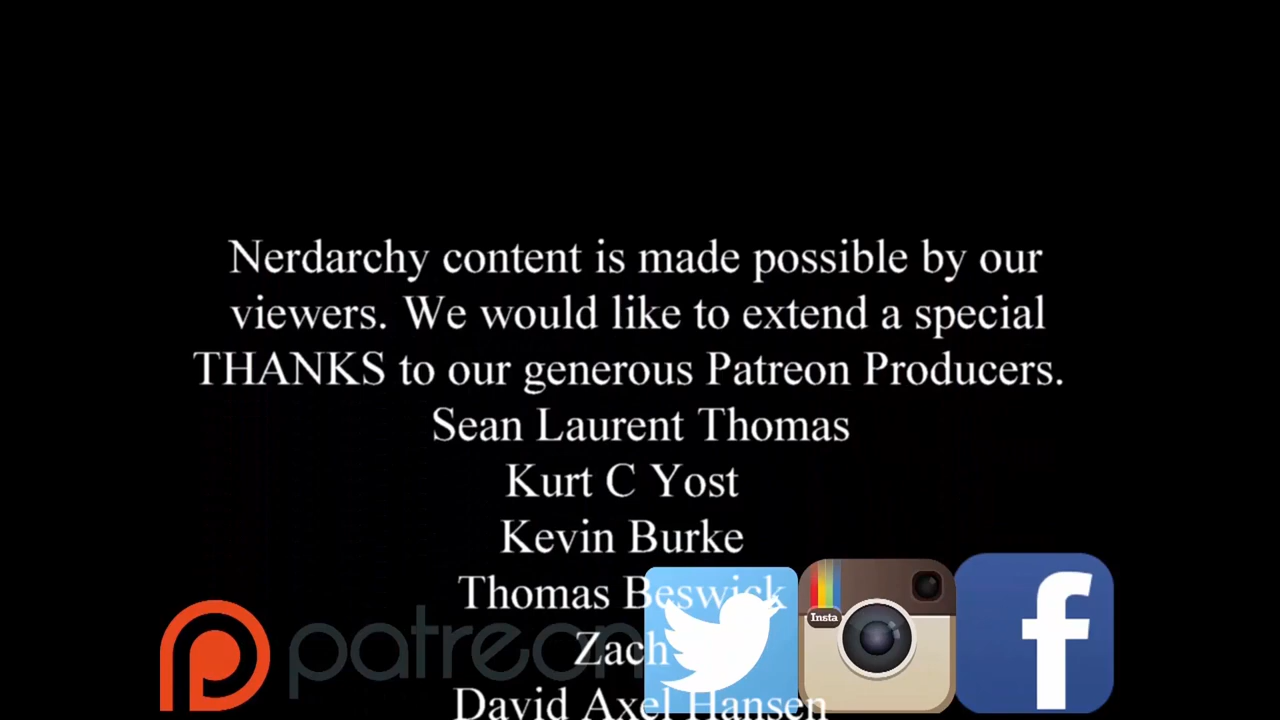 Nerdarchy content is made possible by our
viewers. We would like to extend a special
THANKS to our generous Patreon Producers.
Sean Laurent Thomas
Kurt C Yost
Kevin Burke
Thomas Beswick
Insta
Zach
patreon
David Axel Hansen